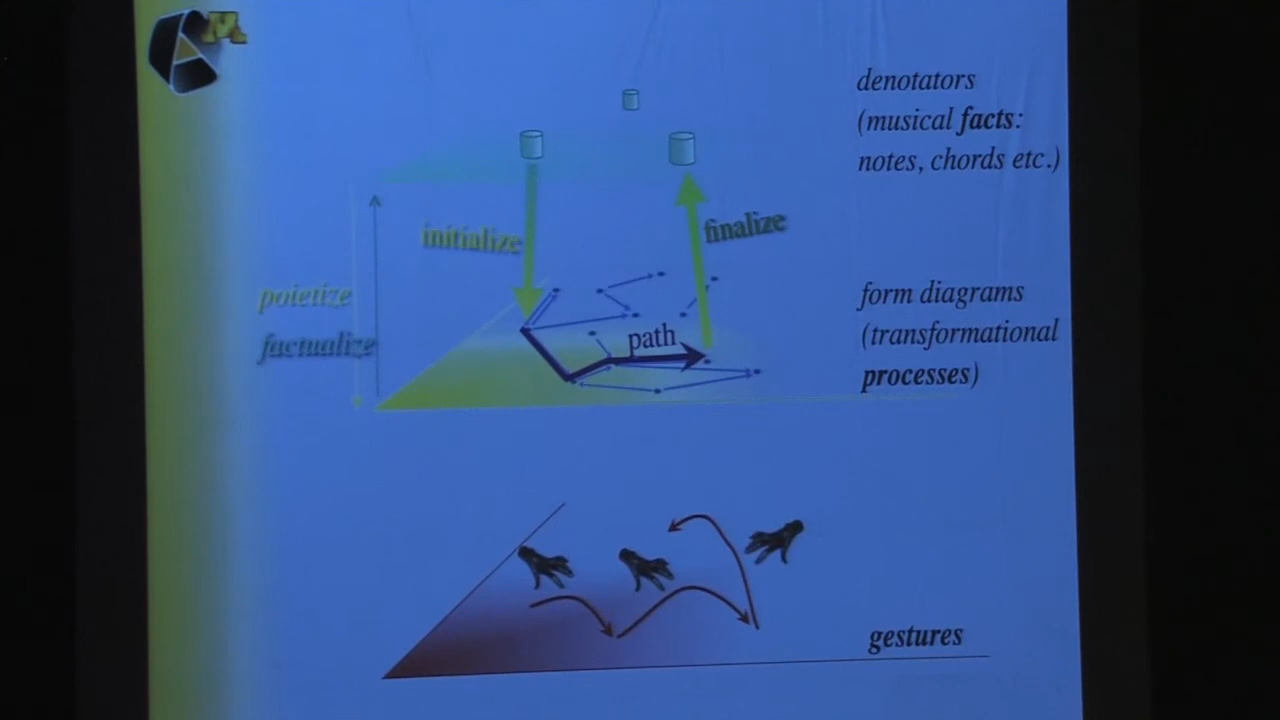 M
denotators
(musical facts:
notes, chords etc.)
initialize
finalize
poietize
factualize
path
form diagrams
(transformational
processes)
gestures